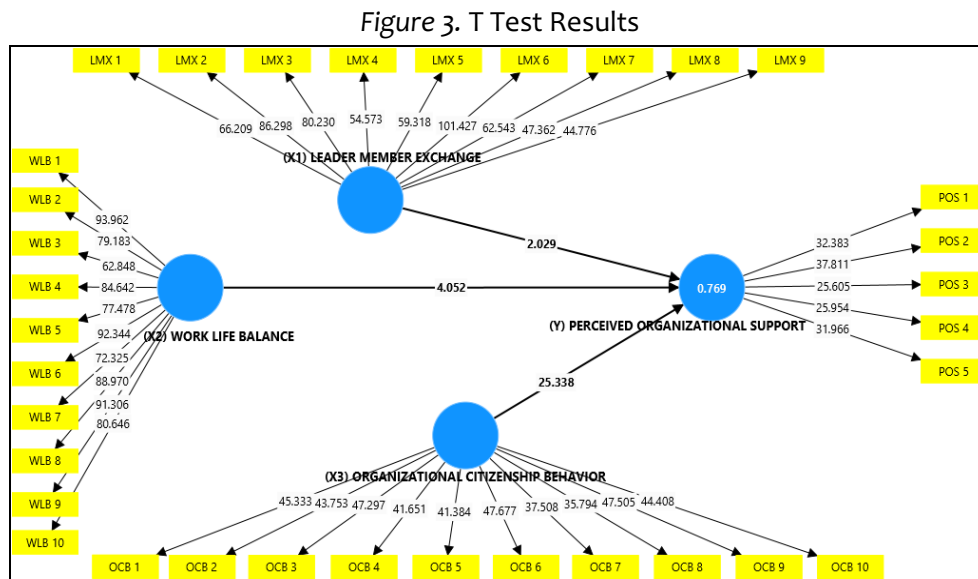 Figure 3. T Test Results
LMX 1 LMX 2 LMX 3 LMX 4 LMX 5 LMX 6 LMX 7 LMX 8 LMX 9
66.209 86.298 80.230 54.573 59.318 101.427 62.543 47.362 44.776
(X1) LEADER MEMBER EXCHANGE
WLB 1
WLB 2
WLB 3
WLB 4
WLB 5
WLB 6
WLB 7
WLB 8
WLB 9
WLB 10
93.962
79.183
62.848
84.642
77.478
92.344
72.325
88.970
91.306
80.646
(X2) WORK LIFE BALANCE
2.029
4.052
25.338
0.769
(Y) PERCEIVED ORGANIZATIONAL SUPPORT
32.383
37.811
25.605
25.954
31.966
POS 1
POS 2
POS 3
POS 4
POS 5
(X3) ORGANIZATIONAL CITIZENSHIP BEHAVIOR
45.333 43.753 47.297 41.651 41.384 47.677 37.508 35.794 47.505 44.408
OCB 1 OCB 2 OCB 3 OCB 4 OCB 5 OCB 6 OCB 7 OCB 8 OCB 9 OCB 10